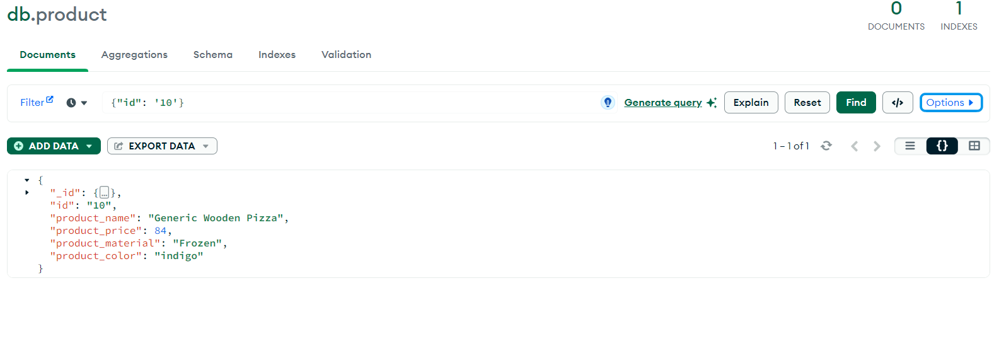 db.product
0 1
DOCUMENTS INDEXES
Documents Aggregations Schema Indexes Validation
Filter {"id": '10'} Generate query Explain Reset Find </> Options
ADD DATA EXPORT DATA 1 – 1 of 1 {}
{
"_id": {...},
"id": "10",
"product_name": "Generic Wooden Pizza",
"product_price": 84,
"product_material": "Frozen",
"product_color": "indigo"
}